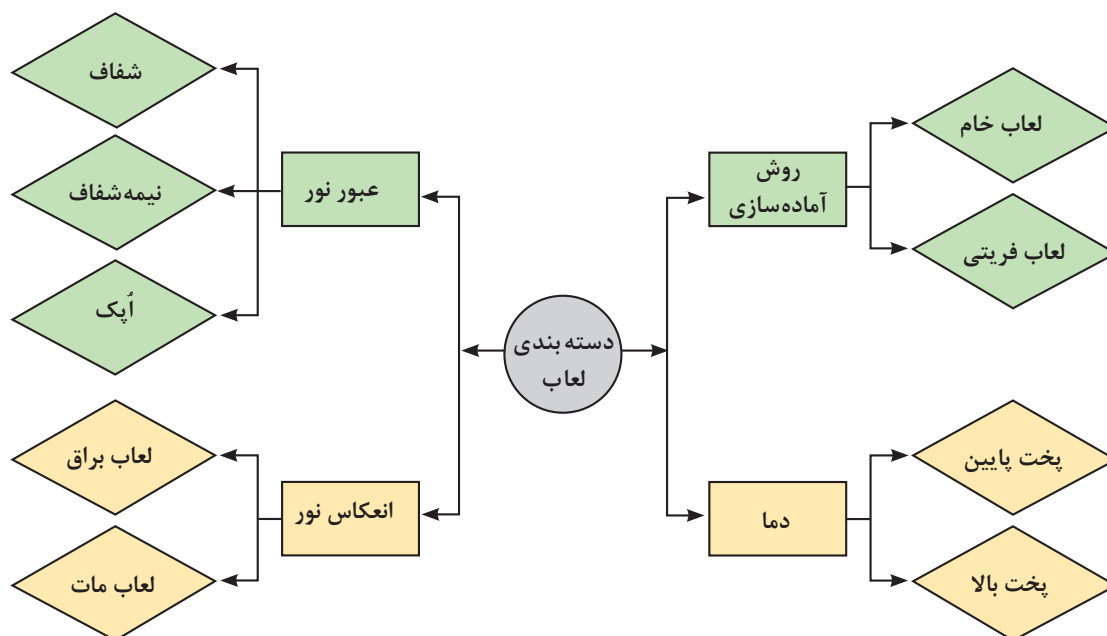 دسته بندی
لعاب
روش
آماده‌سازی
لعاب خام
لعاب فریتی
دما
پخت پایین
پخت بالا
عبور نور
شفاف
نیمه‌شفاف
اُپک
انعکاس نور
لعاب براق
لعاب مات